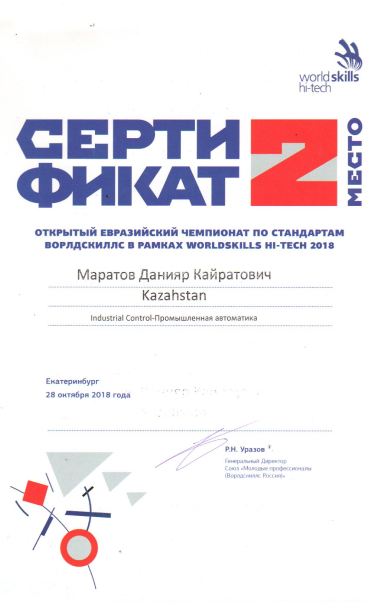 worldskills
hi-tech
СЕРТИ
ФИКАТ
2
МЕСТО
ОТКРЫТЫЙ ЕВРАЗИЙСКИЙ ЧЕМПИОНАТ ПО СТАНДАРТАМ
ВОРЛДСКИЛЛС В РАМКАХ WORLDSKILLS HI-TECH 2018
Маратов Данияр Кайратович
Kazahstan
Industrial Control-Промышленная автоматика
Екатеринбург
28 октября 2018 года
Р.Н. Уразов
Генеральный Директор
Союз «Молодые профессионалы
(Ворлдскиллс Россия)»